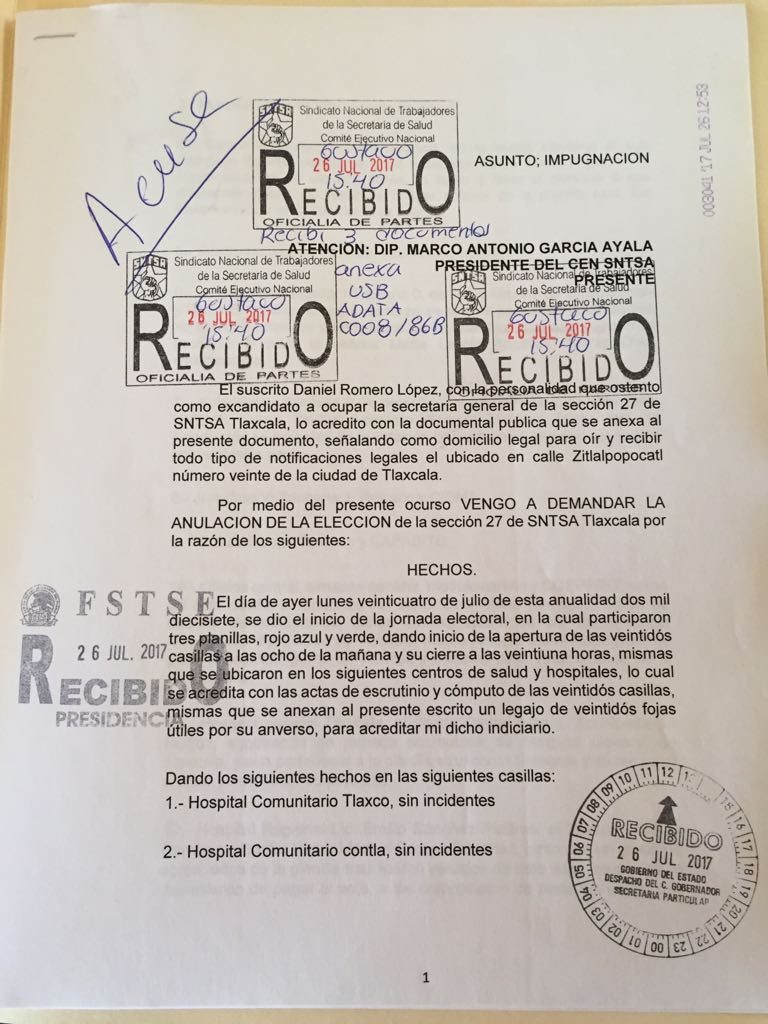 Acuse
003041 '17 JUL 26 12:53
Sindicato Nacional de Trabajadores
de la Secretaria de Salud
Comité Ejecutivo Nacional
Gustavo
26 JUL 2017
15:40
RECIBIDO
OFICIALIA DE PARTES
ASUNTO; IMPUGNACION
Recibi 3 documentos
ATENCIÓN: DIP. MARCO ANTONIO GARCIA AYALA
PRESIDENTE DEL CEN SNTSA
PRESENTE
Sindicato Nacional de Trabajadores
de la Secretaria de Salud
Comité Ejecutivo Nacional
Gustavo
26 JUL 2017
15:40
RECIBIDO
OFICIALIA DE PARTES
anexa
USB
ADATA
C008/86B
Sindicato Nacional de Trabajadores
de la Secretaria de Salud
Comité Ejecutivo Nacional
Gustavo
26 JUL 2017
15:40
RECIBIDO
El suscrito Daniel Romero López, con la personalidad que ostento
como excandidato a ocupar la secretaria general de la sección 27 de
SNTSA Tlaxcala, lo acredito con la documental publica que se anexa al
presente documento, señalando como domicilio legal para oír y recibir
todo tipo de notificaciones legales el ubicado en calle Zitlalpopocatl
número veinte de la ciudad de Tlaxcala.
Por medio del presente ocurso VENGO A DEMANDAR LA
ANULACION DE LA ELECCION de la sección 27 de SNTSA Tlaxcala por
la razón de los siguientes:
HECHOS.
FSTSE
26 JUL. 2017
RECIBIDO
PRESIDENCIA
El día de ayer lunes veinticuatro de julio de esta anualidad dos mil
diecisiete, se dio el inicio de la jornada electoral, en la cual participaron
tres planillas, rojo azul y verde, dando inicio de la apertura de las veintidós
casillas a las ocho de la mañana y su cierre a las veintiuna horas, mismas
que se ubicaron en los siguientes centros de salud y hospitales, lo cual
se acredita con las actas de escrutinio y cómputo de las veintidós casillas,
mismas que se anexan al presente escrito un legajo de veintidós fojas
útiles por su anverso, para acreditar mi dicho indiciario.
Dando los siguientes hechos en las siguientes casillas:
1.- Hospital Comunitario Tlaxco, sin incidentes
2.- Hospital Comunitario contla, sin incidentes
RECIBIDO
26 JUL 2017
GOBIERNO DEL ESTADO
DESPACHO DEL C. GOBERNADOR
SECRETARIA PARTICULAR
1